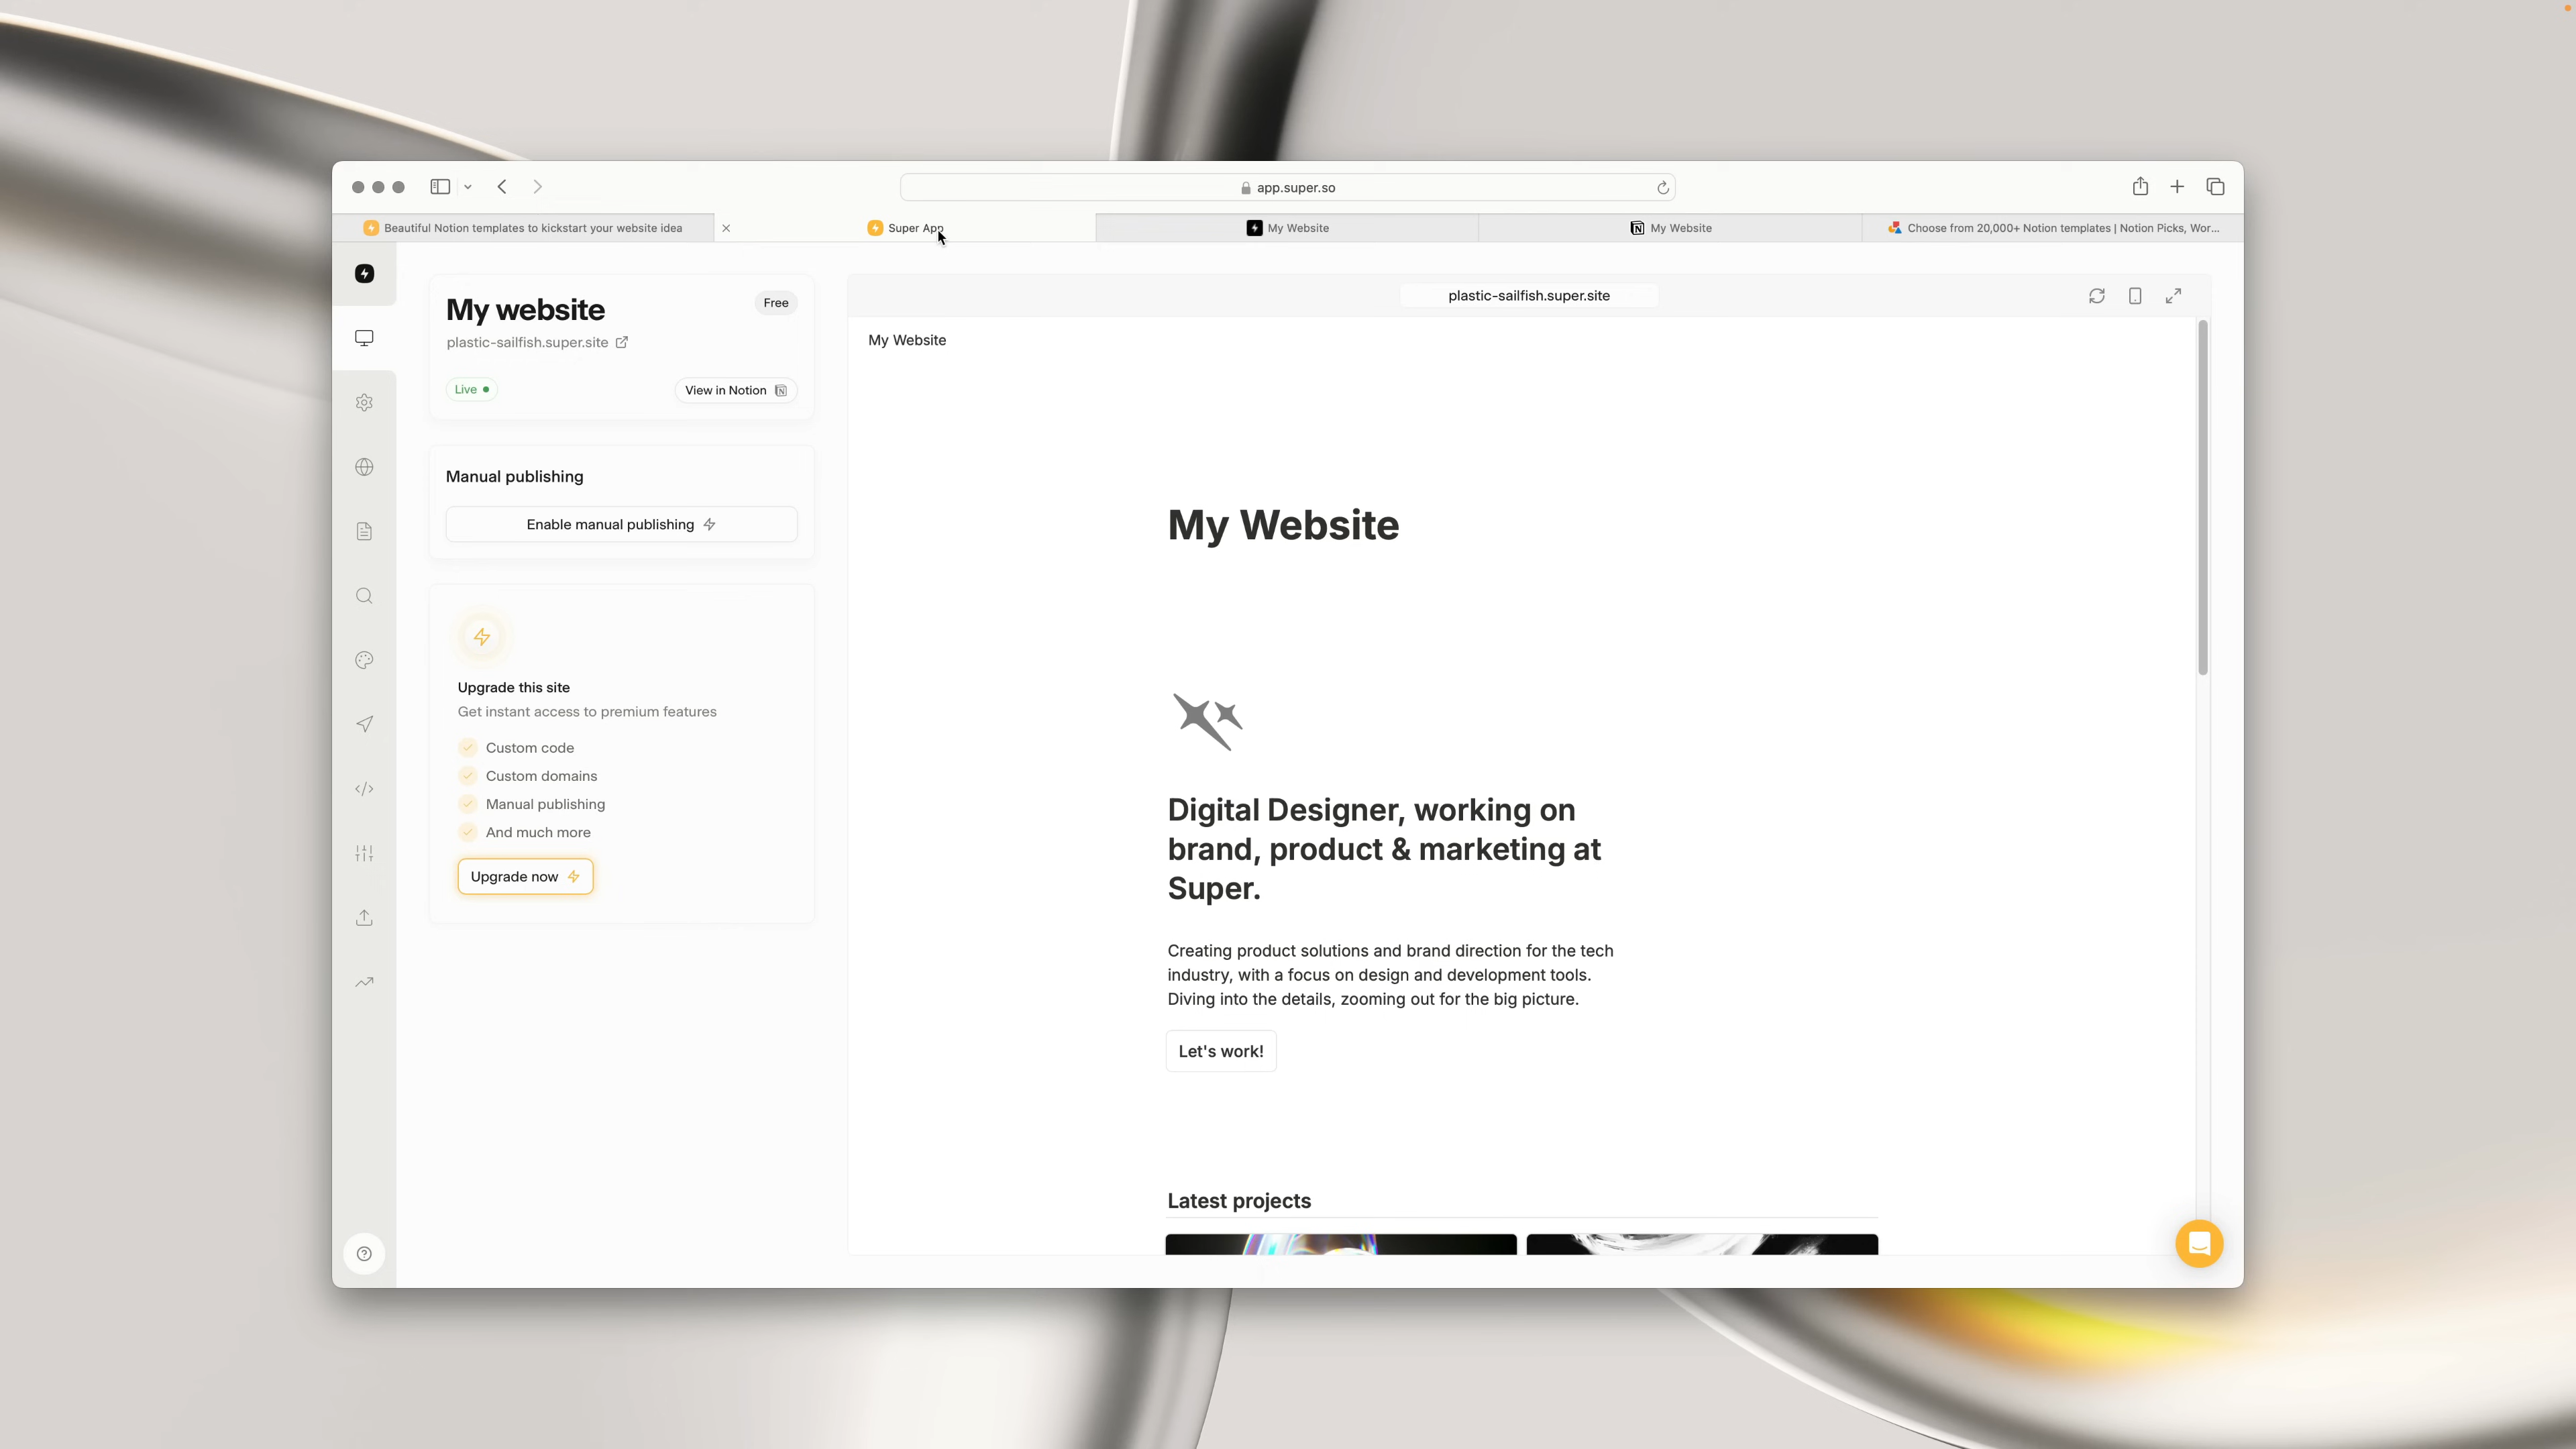 app.super.so
Beautiful Notion templates to kickstart your website idea
Super App
My Website
My Website
Choose from 20,000+ Notion templates | Notion Picks, Wor...
My website
Free
plastic-sailfish.super.site
Live
View in Notion
Manual publishing
Enable manual publishing
Upgrade this site
Get instant access to premium features
Custom code
Custom domains
Manual publishing
And much more
Upgrade now
plastic-sailfish.super.site
My Website
My Website
Digital Designer, working on
brand, product & marketing at
Super.
Creating product solutions and brand direction for the tech
industry, with a focus on design and development tools.
Diving into the details, zooming out for the big picture.
Let's work!
Latest projects